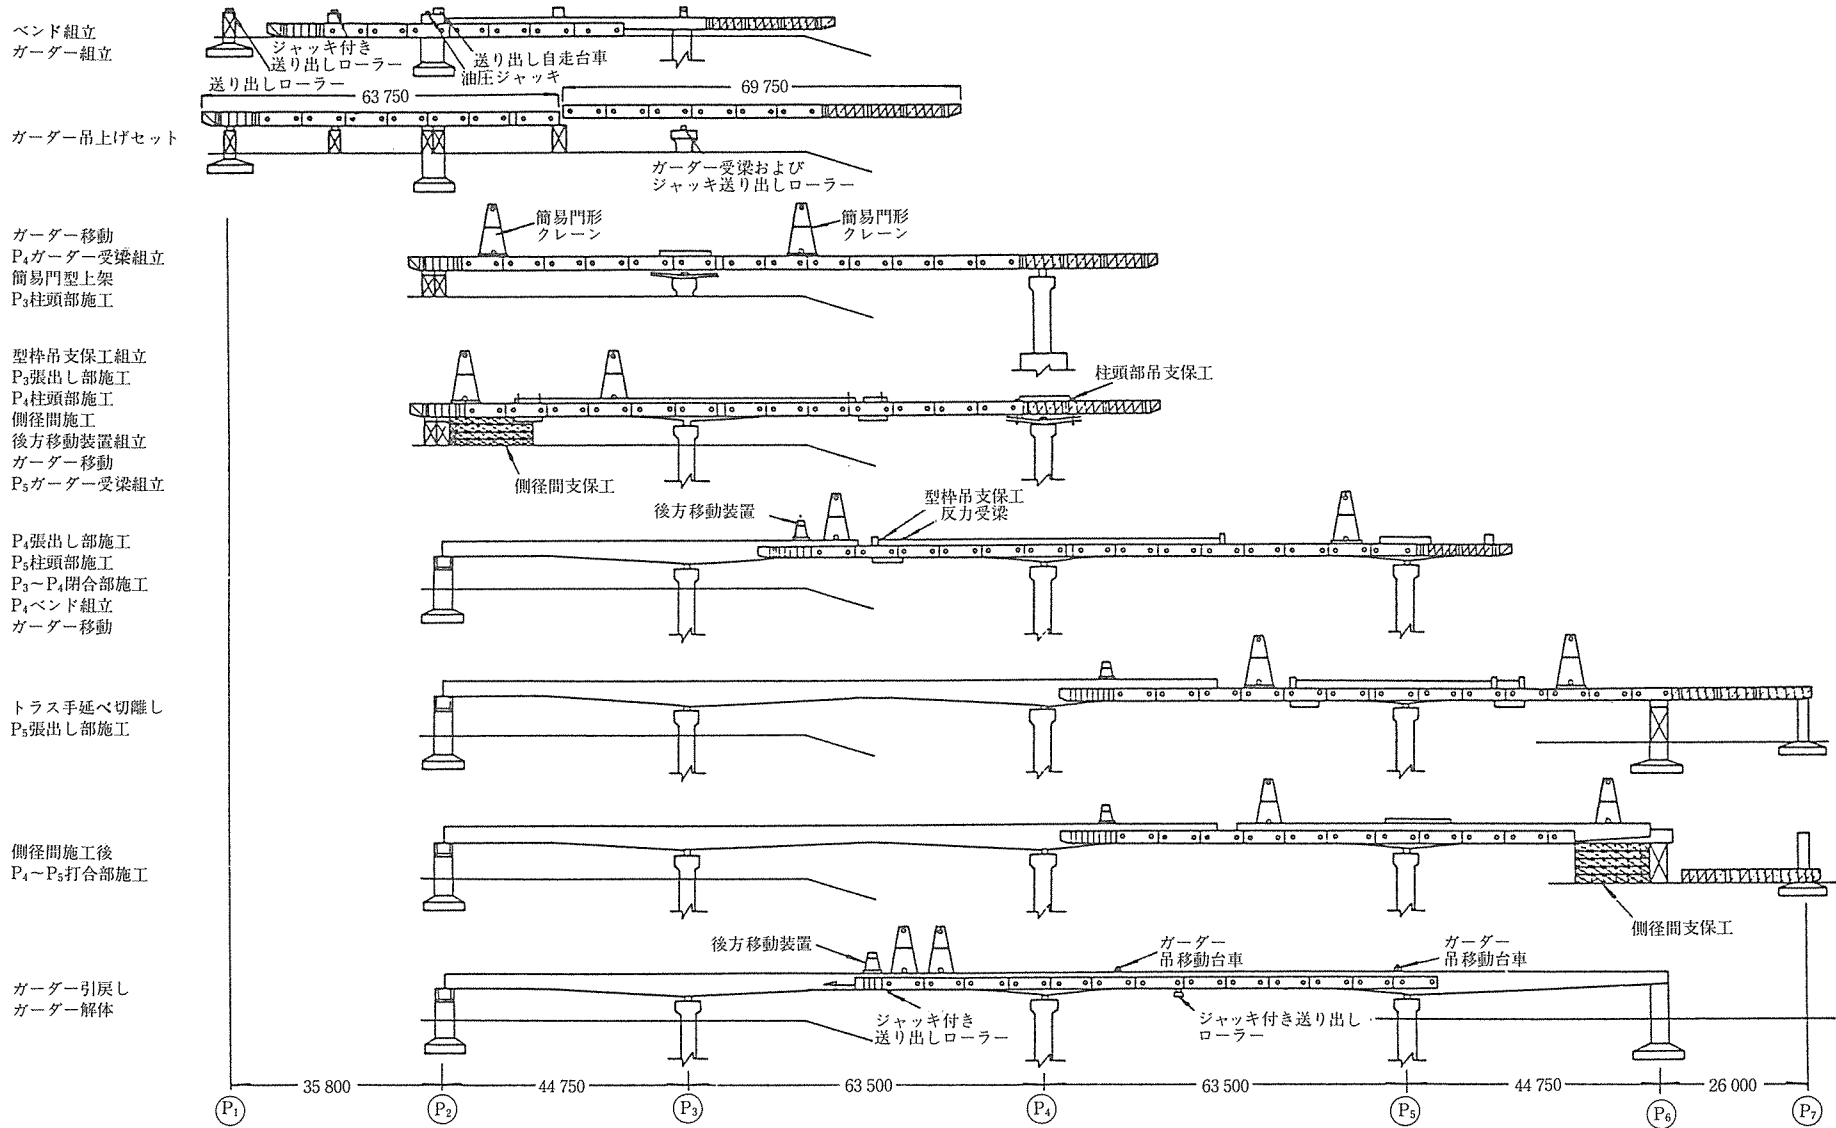 ベンド組立
ガーダー組立
ジャッキ付き
送り出しローラー
送り出しローラー
送り出し自走台車
油圧ジャッキ
63 750
69 750
ガーダー吊上げセット
ガーダー受梁および
ジャッキ送り出しローラー
ガーダー移動
P₄ガーダー受梁組立
簡易門型上架
P₃柱頭部施工
簡易門形
クレーン
簡易門形
クレーン
型枠吊支保工組立
P₃張出し部施工
P₄柱頭部施工
側径間施工
後方移動装置組立
ガーダー移動
P₅ガーダー受梁組立
柱頭部吊支保工
側径間支保工
P₄張出し部施工
P₅柱頭部施工
P₃〜P₄閉合部施工
P₄ベンド組立
ガーダー移動
後方移動装置
型枠吊支保工
反力受梁
トラス手延べ切離し
P₅張出し部施工
側径間施工後
P₄〜P₅打合部施工
側径間支保工
ガーダー引戻し
ガーダー解体
後方移動装置
ガーダー
吊移動台車
ガーダー
吊移動台車
ジャッキ付き
送り出しローラー
ジャッキ付き送り出し
ローラー
35 800
44 750
63 500
63 500
44 750
26 000
P₁
P₂
P₃
P₄
P₅
P₆
P₇